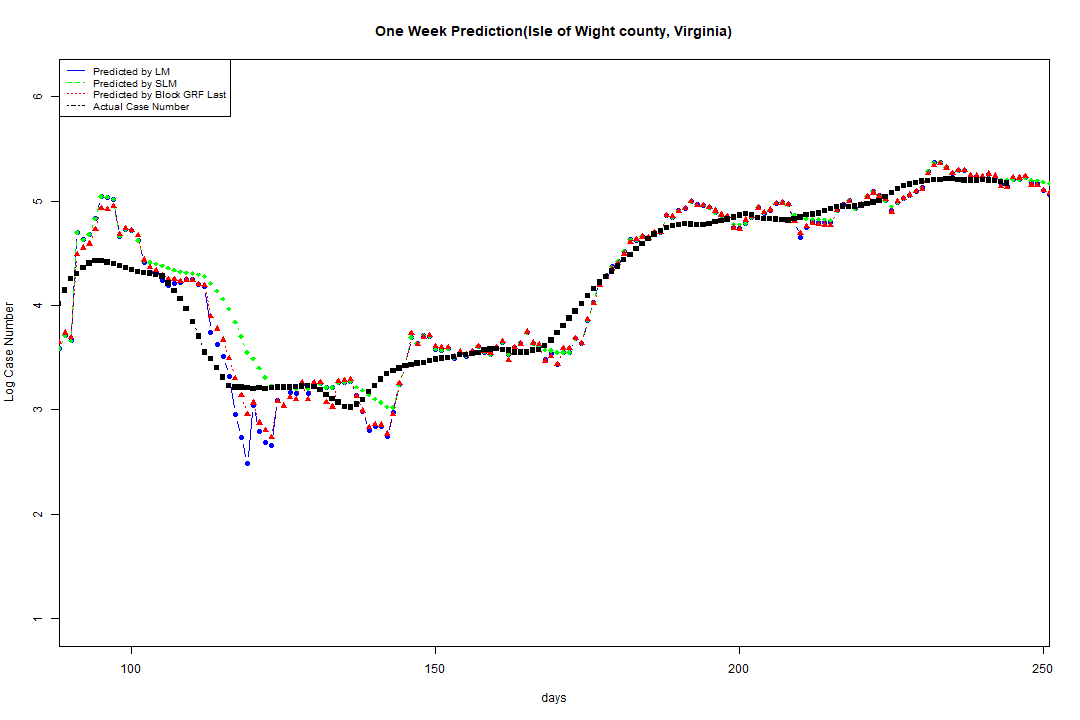 One Week Prediction(Isle of Wight county, Virginia)
Predicted by LM
Predicted by SLM
Predicted by Block GRF Last
Actual Case Number
6
5
4
3
2
1
Log Case Number
100 150 200 250
days